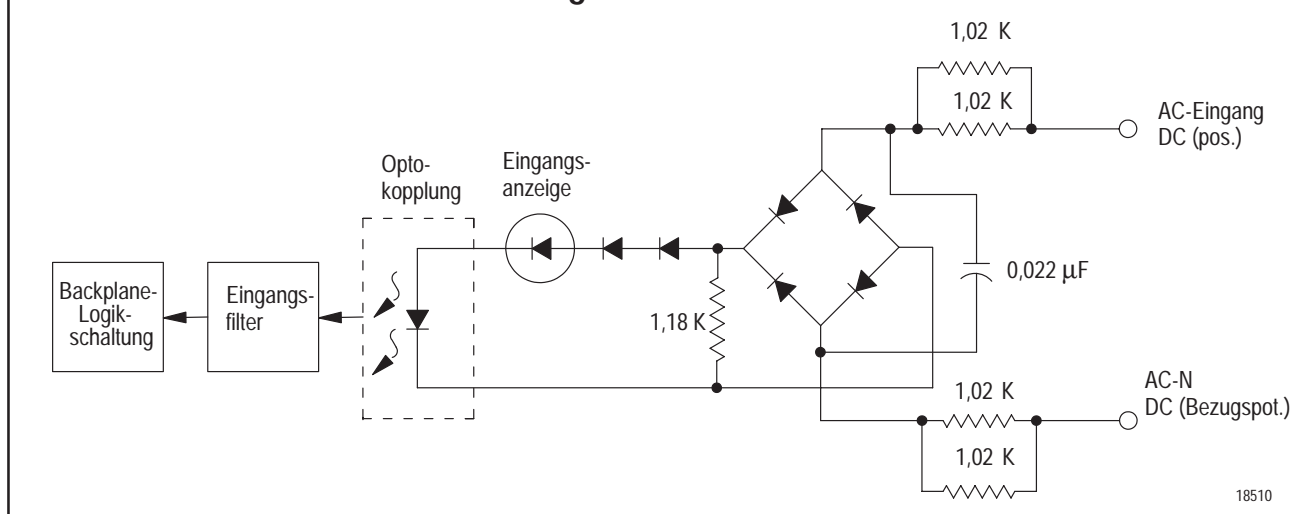 1,02 K
1,02 K
AC-Eingang
DC (pos.)
Opto-
kopplung
Eingangs-
anzeige
0,022 μF
Backplane-
Logik-
schaltung
Eingangs-
filter
1,18 K
AC-N
DC (Bezugspot.)
1,02 K
1,02 K
18510